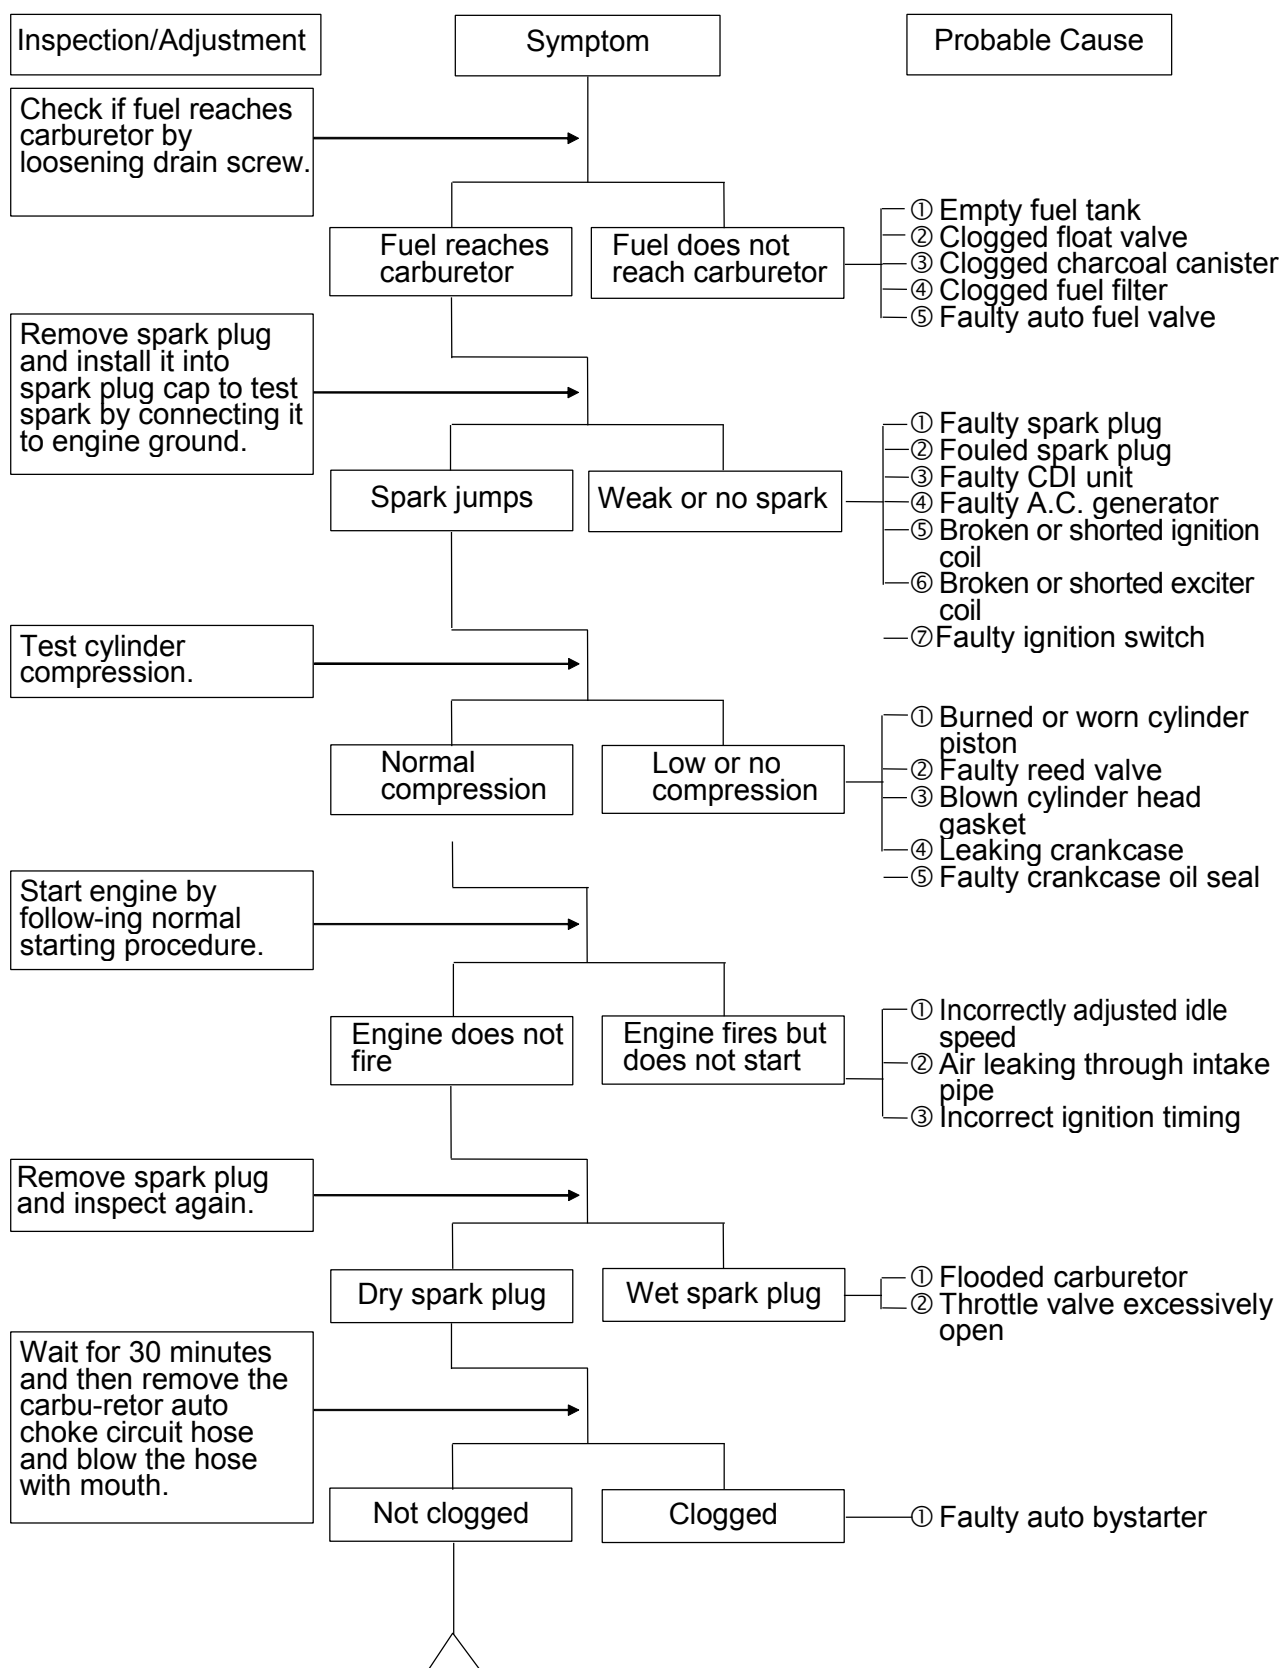 Inspection/Adjustment
Symptom
Probable Cause
Check if fuel reaches
carburetor by
loosening drain screw.
Fuel reaches
carburetor
Fuel does not
reach carburetor
① Empty fuel tank
② Clogged float valve
③ Clogged charcoal canister
④ Clogged fuel filter
⑤ Faulty auto fuel valve
Remove spark plug
and install it into
spark plug cap to test
spark by connecting it
to engine ground.
Spark jumps
Weak or no spark
① Faulty spark plug
② Fouled spark plug
③ Faulty CDI unit
④ Faulty A.C. generator
⑤ Broken or shorted ignition
coil
⑥ Broken or shorted exciter
coil
⑦Faulty ignition switch
Test cylinder
compression.
Normal
compression
Low or no
compression
① Burned or worn cylinder
piston
② Faulty reed valve
③ Blown cylinder head
gasket
④ Leaking crankcase
⑤ Faulty crankcase oil seal
Start engine by
follow-ing normal
starting procedure.
Engine does not
fire
Engine fires but
does not start
① Incorrectly adjusted idle
speed
② Air leaking through intake
pipe
③ Incorrect ignition timing
Remove spark plug
and inspect again.
Dry spark plug
Wet spark plug
① Flooded carburetor
② Throttle valve excessively
open
Wait for 30 minutes
and then remove the
carbu-retor auto
choke circuit hose
and blow the hose
with mouth.
Not clogged
Clogged
① Faulty auto bystarter